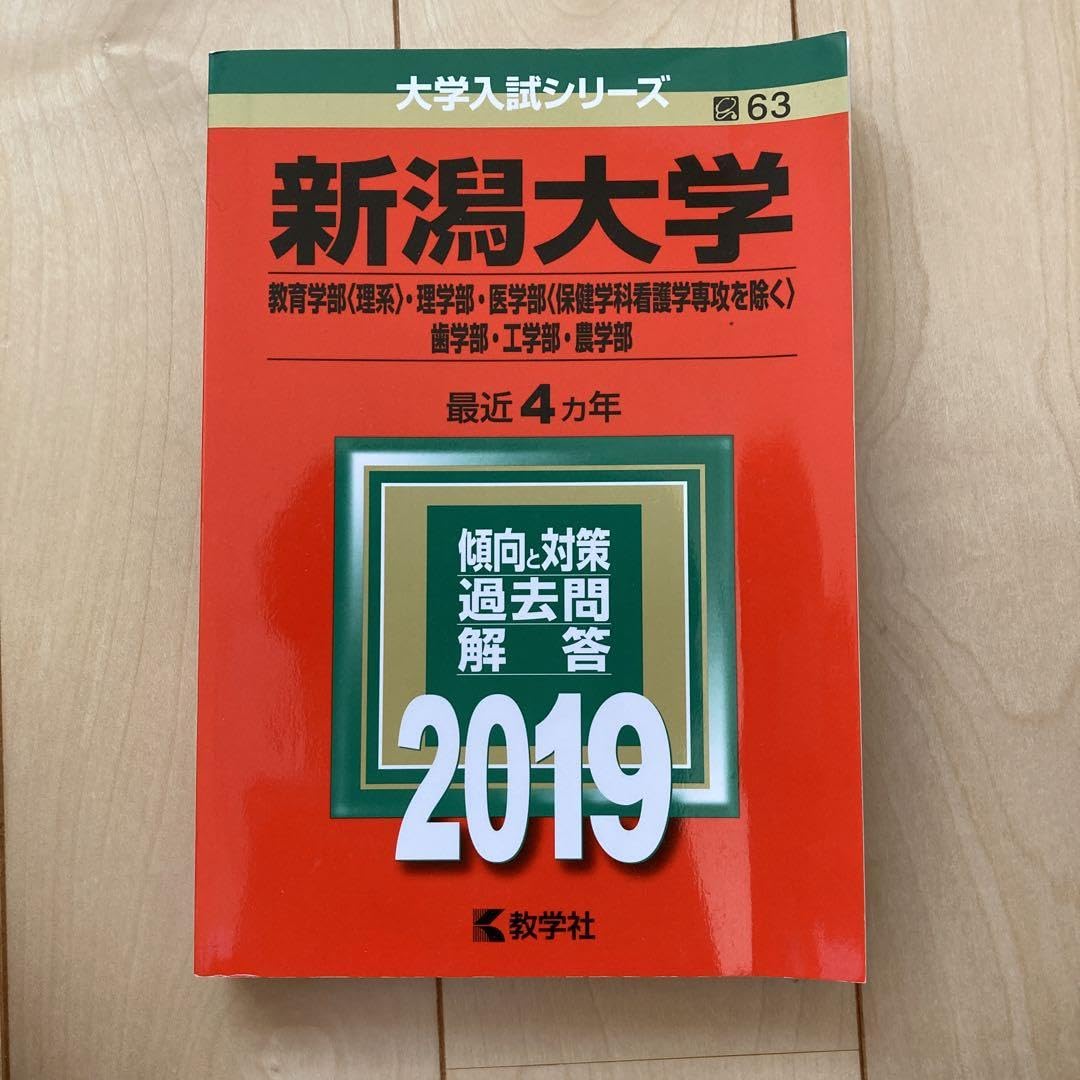 大学入試シリーズ
63
新潟大学
教育学部〈理系〉・理学部・医学部〈保健学科看護学専攻を除く〉
歯学部・工学部・農学部
最近4カ年
傾向と対策
過去問
解答
2019
教学社